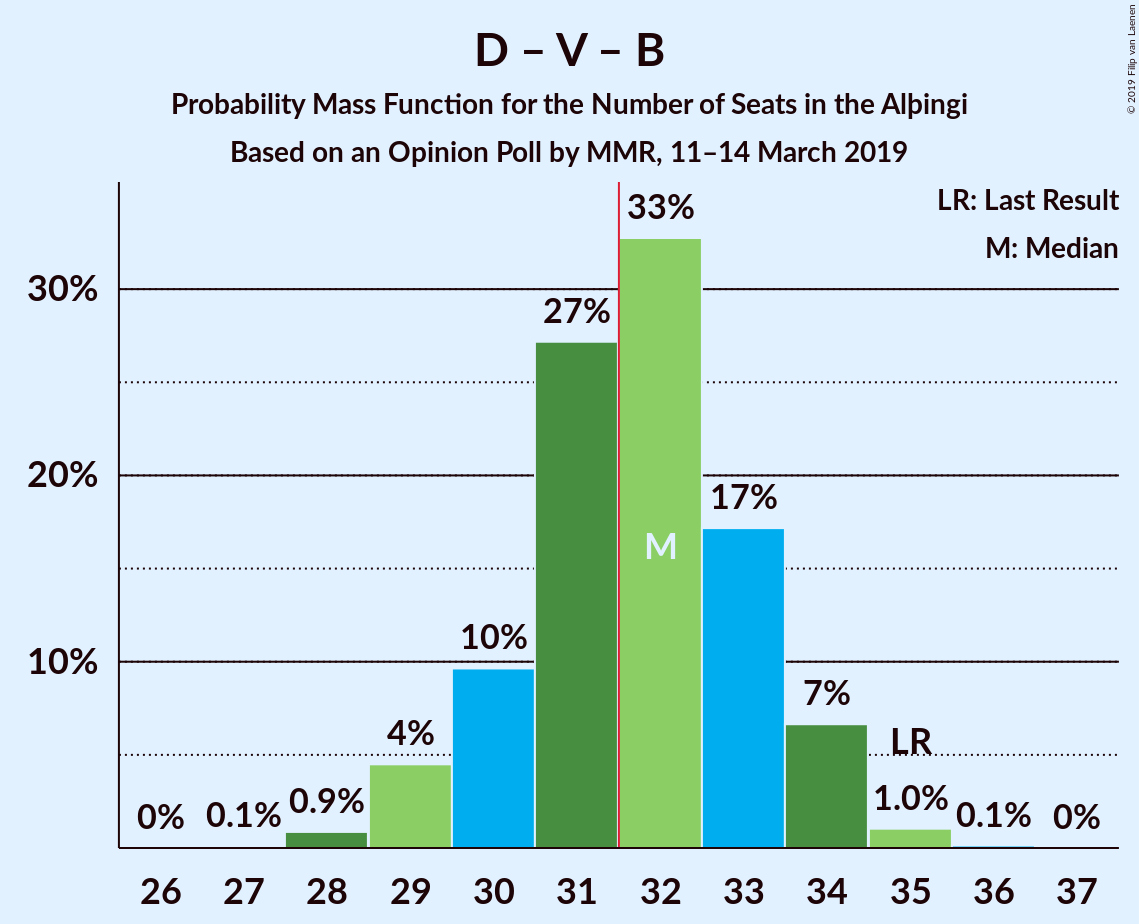 D – V – B
Probability Mass Function for the Number of Seats in the Alþingi
Based on an Opinion Poll by MMR, 11–14 March 2019
© 2019 Filip van Laenen
LR: Last Result
M: Median
30%
20%
10%
0%
0.1%
0.9%
4%
10%
27%
33%
M
17%
7%
LR
1.0%
0.1%
0%
26 27 28 29 30 31 32 33 34 35 36 37